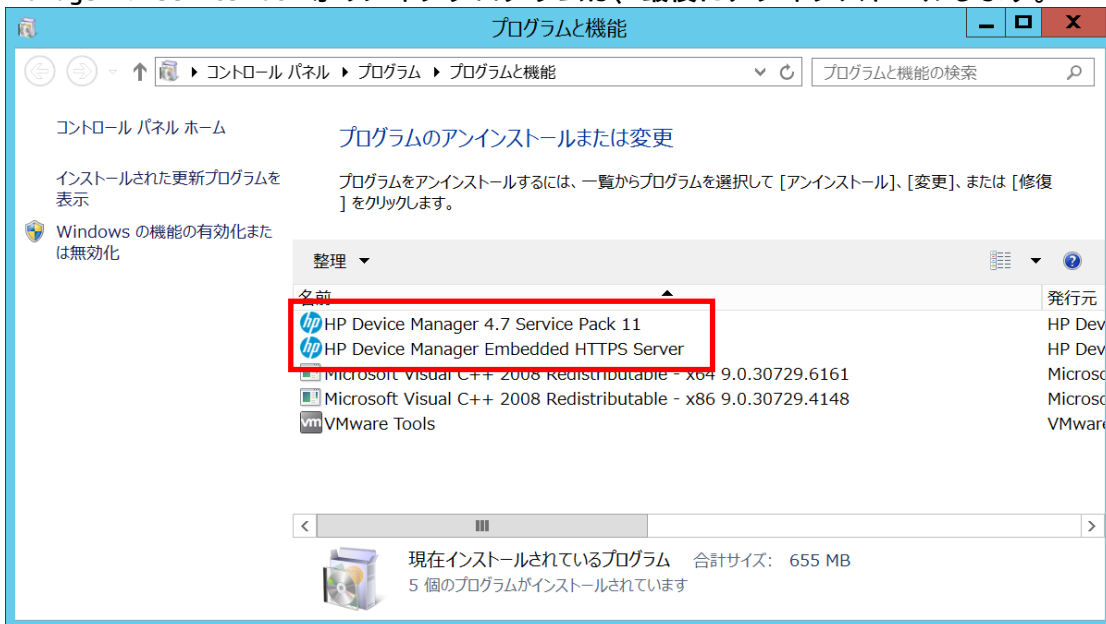 プログラムと機能
コントロール パネル ▶ プログラム ▶ プログラムと機能
プログラムと機能の検索
コントロール パネル ホーム
インストールされた更新プログラムを
表示
Windows の機能の有効化また
は無効化
プログラムのアンインストールまたは変更
プログラムをアンインストールするには、一覧からプログラムを選択して [アンインストール]、[変更]、または [修復
] をクリックします。
整理
名前 発行元
HP Device Manager 4.7 Service Pack 11 HP Dev
HP Device Manager Embedded HTTPS Server HP Dev
Microsoft Visual C++ 2008 Redistributable - x64 9.0.30729.6161 Microso
Microsoft Visual C++ 2008 Redistributable - x86 9.0.30729.4148 Microso
VMware Tools VMware
現在インストールされているプログラム 合計サイズ: 655 MB
5 個のプログラムがインストールされています